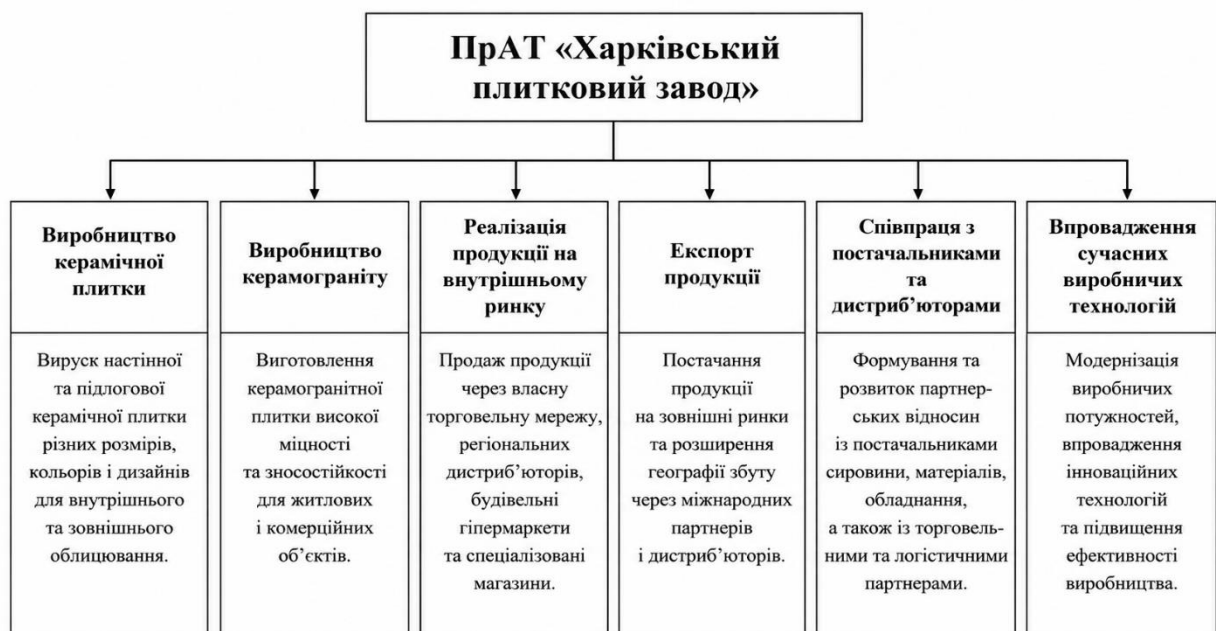 ПрАТ «Харківський
плитковий завод»
Виробництво
керамічної
плитки
Вируск настінної
та підлогової
керамічної плитки
різних розмірів,
кольорів і дизайнів
для внутрішнього
та зовнішнього
облицювання.
Виробництво
керамограніту
Виготовлення
керамогранітної
плитки високої
міцності
та зносостійкості
для житлових
і комерційних
об’єктів.
Реалізація
продукції на
внутрішньому
ринку
Продаж продукції
через власну
торговельну мережу,
регіональних
дистриб’юторів,
будівельні
гіпермаркети
та спеціалізовані
магазини.
Експорт
продукції
Постачання
продукції
на зовнішні ринки
та розширення
географії збуту
через міжнародних
партнерів
і дистриб’юторів.
Співпраця з
постачальниками
та
дистриб’юторами
Формування та
розвиток партнер-
ських відносин
із постачальниками
сировини, матеріалів,
обладнання,
а також із торговель-
ними та логістичними
партнерами.
Впровадження
сучасних
виробничих
технологій
Модернізація
виробничих
потужностей,
впровадження
інноваційних
технологій
та підвищення
ефективності
виробництва.